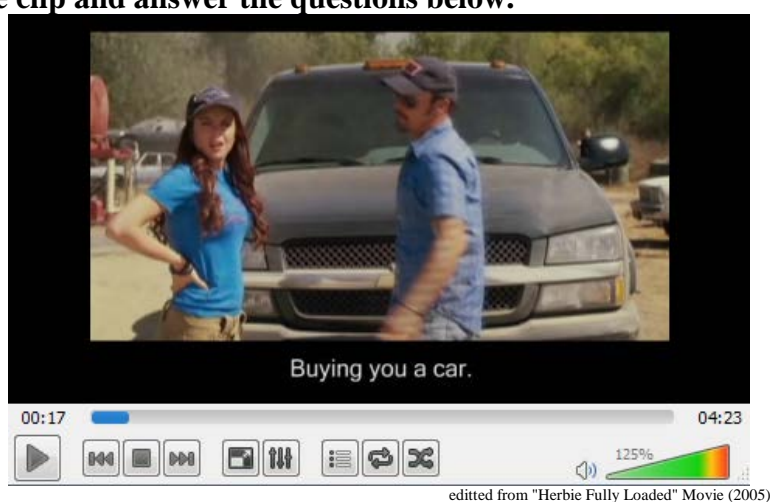 e clip and answer the questions below.
Buying you a car.
00:17
04:23
125%
editted from "Herbie Fully Loaded" Movie (2005)